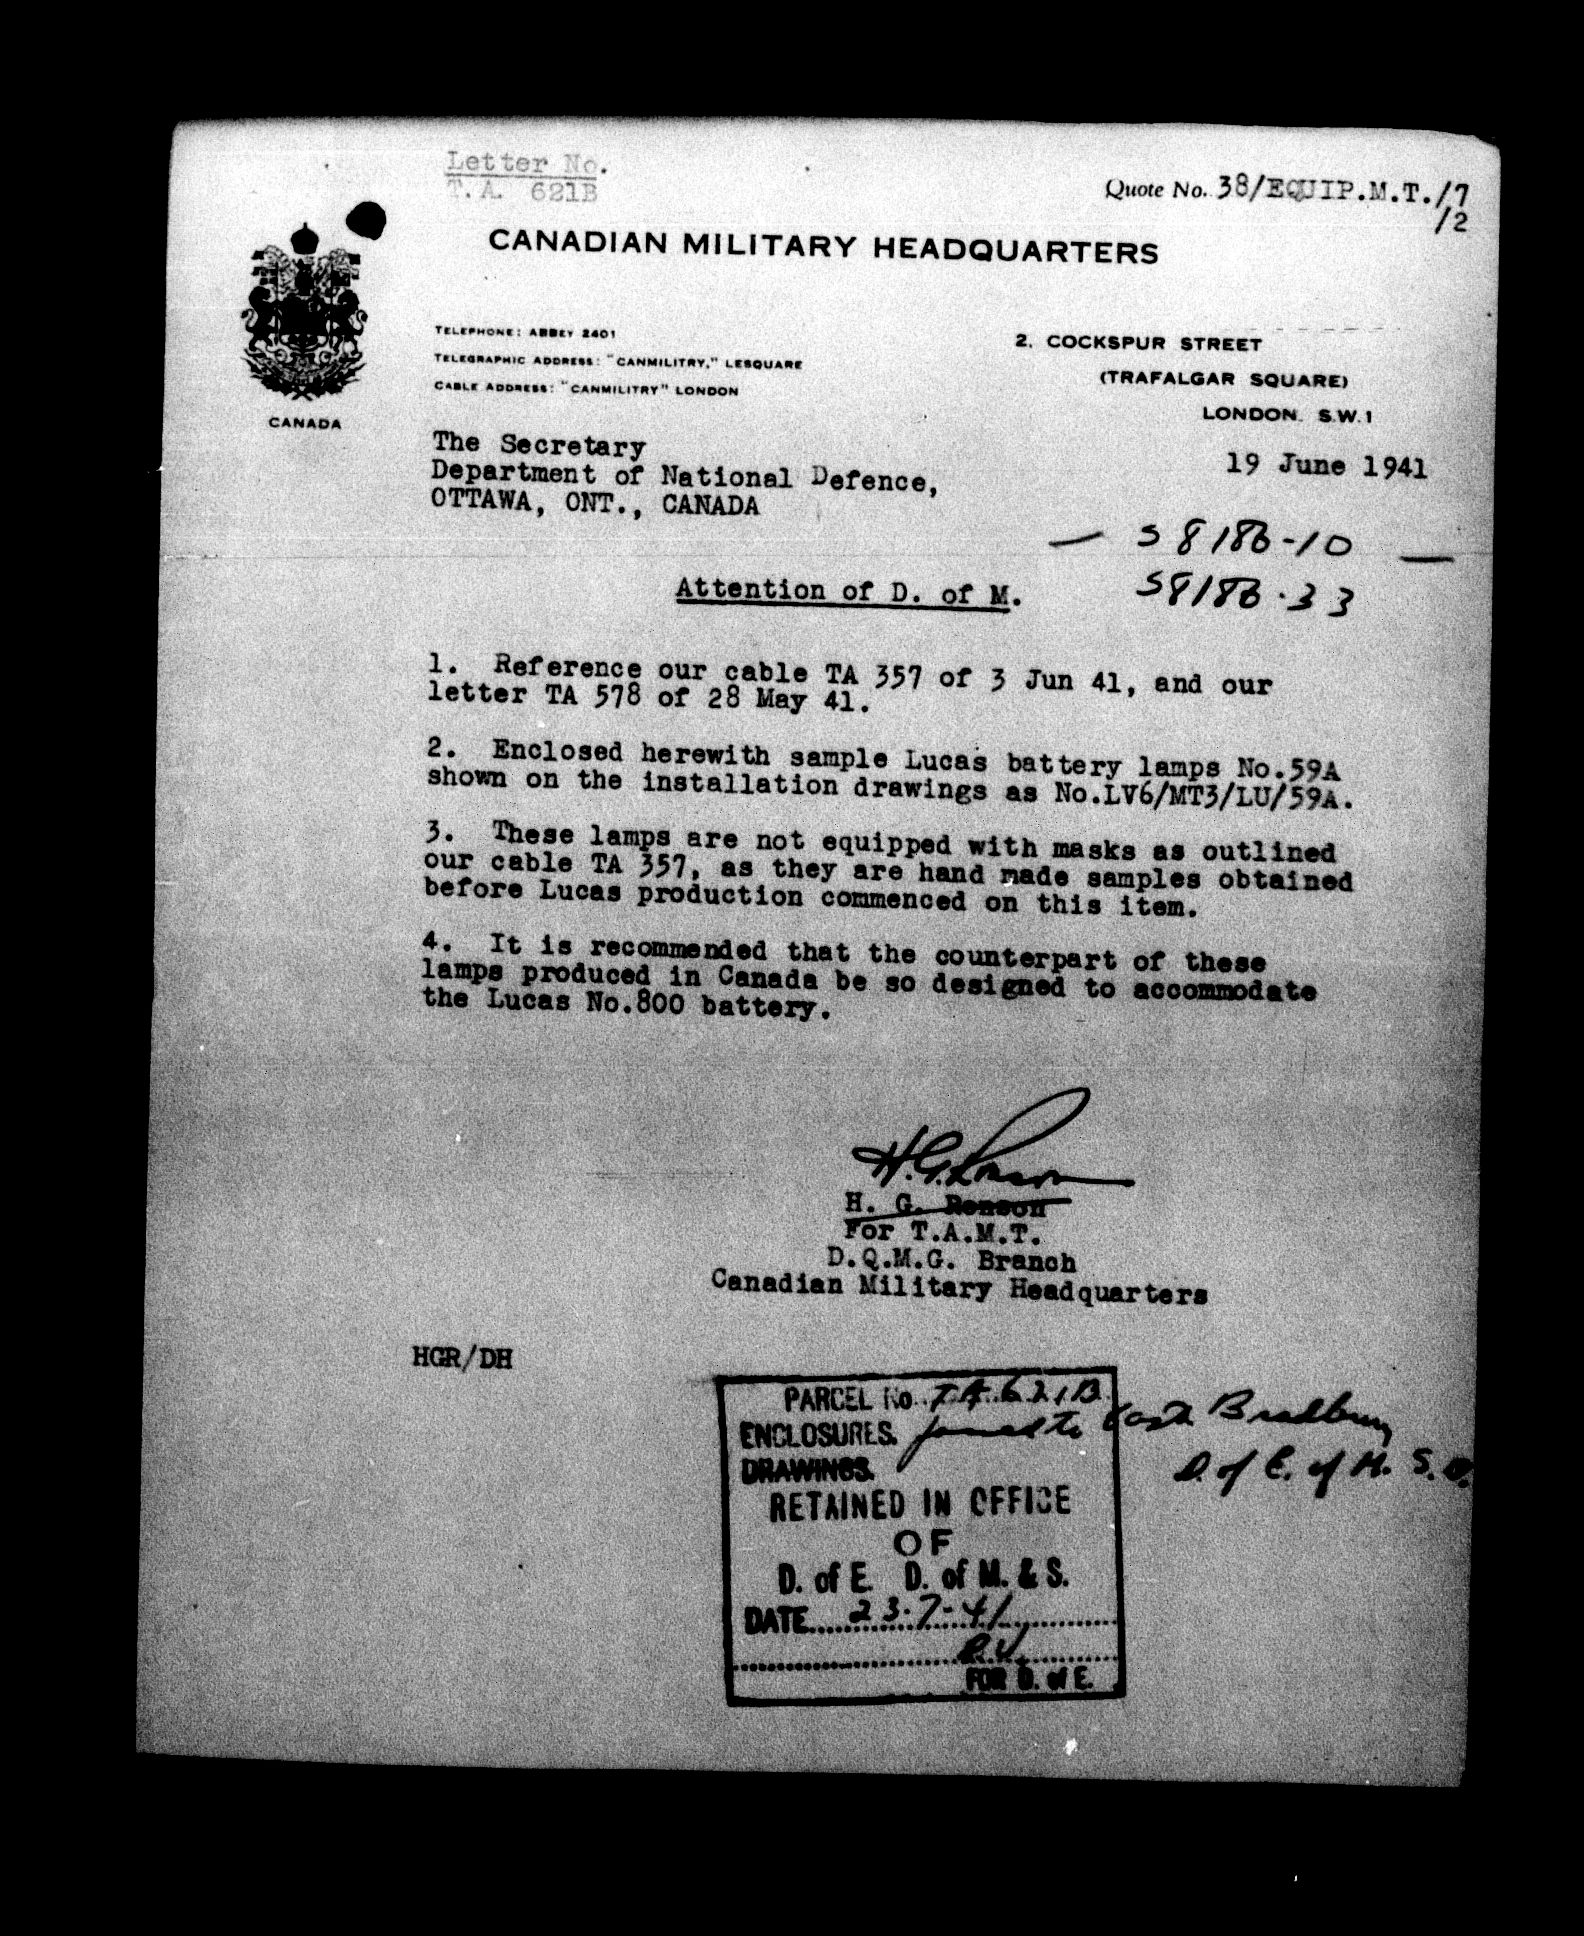 Letter No.
T.A. 621B
Quote No. 38/EQUIP.M.T./7
/2
CANADIAN MILITARY HEADQUARTERS
TELEPHONE: ABBEY 2401
TELEGRAPHIC ADDRESS: "CANMILITRY," LESQUARE
CABLE ADDRESS: "CANMILITRY" LONDON
2. COCKSPUR STREET
(TRAFALGAR SQUARE)
LONDON. S.W.1
CANADA
The Secretary
Department of National Defence,
OTTAWA, ONT., CANADA
19 June 1941
— S 8186-10 —
S8186.33
Attention of D. of M.
1. Reference our cable TA 357 of 3 Jun 41, and our
letter TA 578 of 28 May 41.
2. Enclosed herewith sample Lucas battery lamps No.59A
shown on the installation drawings as No.LV6/MT3/LU/59A.
3. These lamps are not equipped with masks as outlined
our cable TA 357, as they are hand made samples obtained
before Lucas production commenced on this item.
4. It is recommended that the counterpart of these
lamps produced in Canada be so designed to accommodate
the Lucas No.800 battery.
H.G. Ronson
H. G. Ronson
For T.A.M.T.
D.Q.M.G. Branch
Canadian Military Headquarters
HGR/DH
PARCEL No. T.A. 621B
ENCLOSURES. to Bradbury
DRAWINGS.
D. of E. of M. S.
RETAINED IN OFFICE
OF
D. of E. D. of M. & S.
DATE 23-7-41
FOR D. of E.